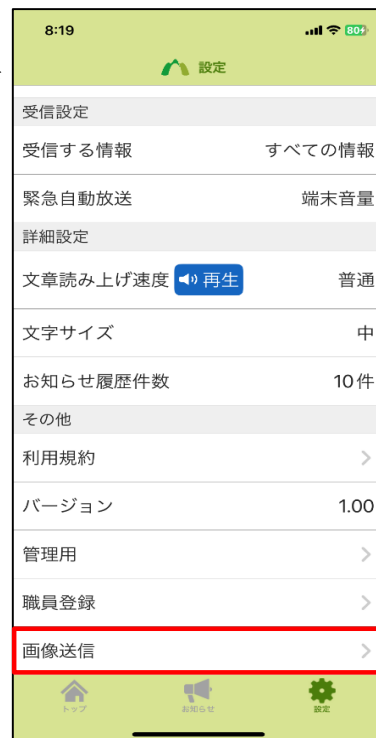 8:19
80
設定
受信設定
受信する情報 すべての情報
緊急自動放送 端末音量
詳細設定
文章読み上げ速度 再生 普通
文字サイズ 中
お知らせ履歴件数 10件
その他
利用規約
バージョン 1.00
管理用
職員登録
画像送信
トップ お知らせ 設定